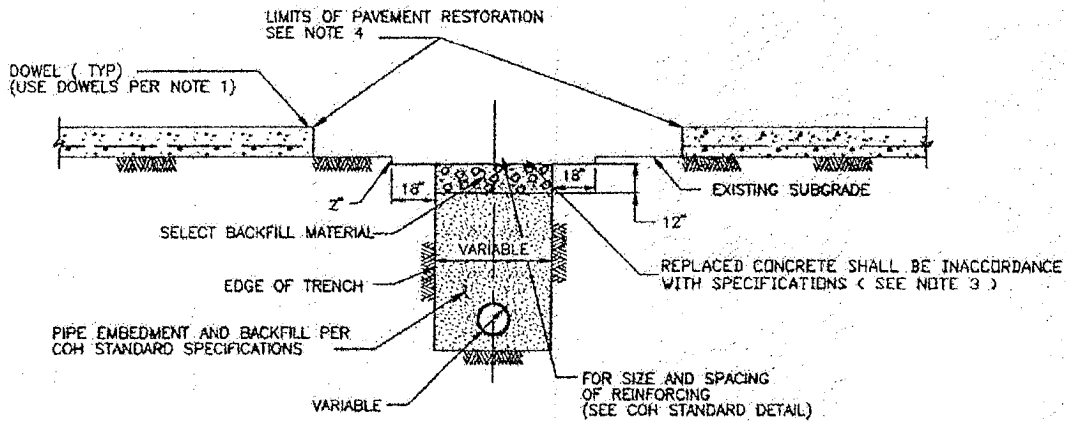 LIMITS OF PAVEMENT RESTORATION
SEE NOTE 4
DOWEL ( TYP)
(USE DOWELS PER NOTE 1)
18"
18"
2"
EXISTING SUBGRADE
12"
SELECT BACKFILL MATERIAL
VARIABLE
EDGE OF TRENCH
REPLACED CONCRETE SHALL BE INACCORDANCE
WITH SPECIFICATIONS ( SEE NOTE 3 )
PIPE EMBEDMENT AND BACKFILL PER
COH STANDARD SPECIFICATIONS
FOR SIZE AND SPACING
OF REINFORCING
(SEE COH STANDARD DETAIL)
VARIABLE